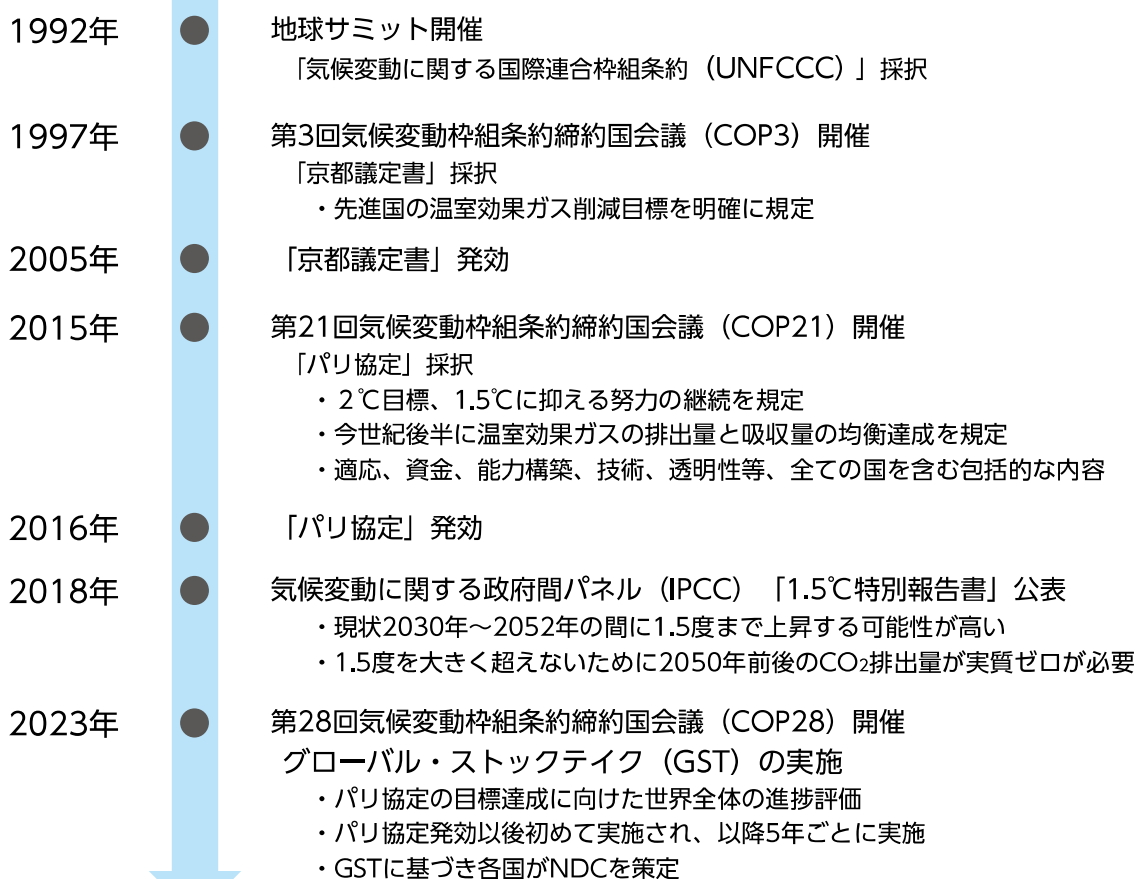 1992年 地球サミット開催
「気候変動に関する国際連合枠組条約（UNFCCC）」採択
1997年 第3回気候変動枠組条約締約国会議（COP3）開催
「京都議定書」採択
・先進国の温室効果ガス削減目標を明確に規定
2005年 「京都議定書」発効
2015年 第21回気候変動枠組条約締約国会議（COP21）開催
「パリ協定」採択
・２℃目標、1.5℃に抑える努力の継続を規定
・今世紀後半に温室効果ガスの排出量と吸収量の均衡達成を規定
・適応、資金、能力構築、技術、透明性等、全ての国を含む包括的な内容
2016年 「パリ協定」発効
2018年 気候変動に関する政府間パネル（IPCC）「1.5℃特別報告書」公表
・現状2030年～2052年の間に1.5度まで上昇する可能性が高い
・1.5度を大きく超えないために2050年前後のCO₂排出量が実質ゼロが必要
2023年 第28回気候変動枠組条約締約国会議（COP28）開催
グローバル・ストックテイク（GST）の実施
・パリ協定の目標達成に向けた世界全体の進捗評価
・パリ協定発効以後初めて実施され、以降5年ごとに実施
・GSTに基づき各国がNDCを策定